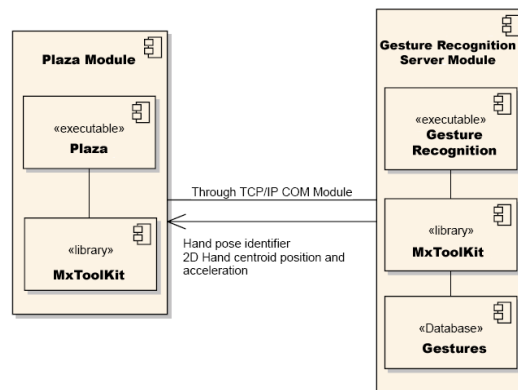 Plaza Module
«executable»
Plaza
«library»
MxToolKit
Through TCP/IP COM Module
Hand pose identifier
2D Hand centroid position and
acceleration
Gesture Recognition
Server Module
«executable»
Gesture
Recognition
«library»
MxToolKit
«Database»
Gestures